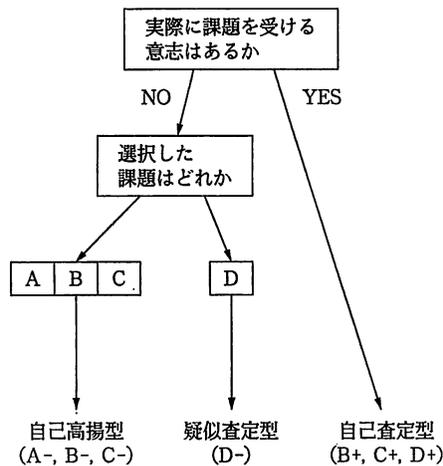 実際に課題を受ける
意志はあるか
NO
YES
選択した
課題はどれか
A B C
D
自己高揚型
(A−, B−, C−)
疑似査定型
(D−)
自己査定型
(B+, C+, D+)